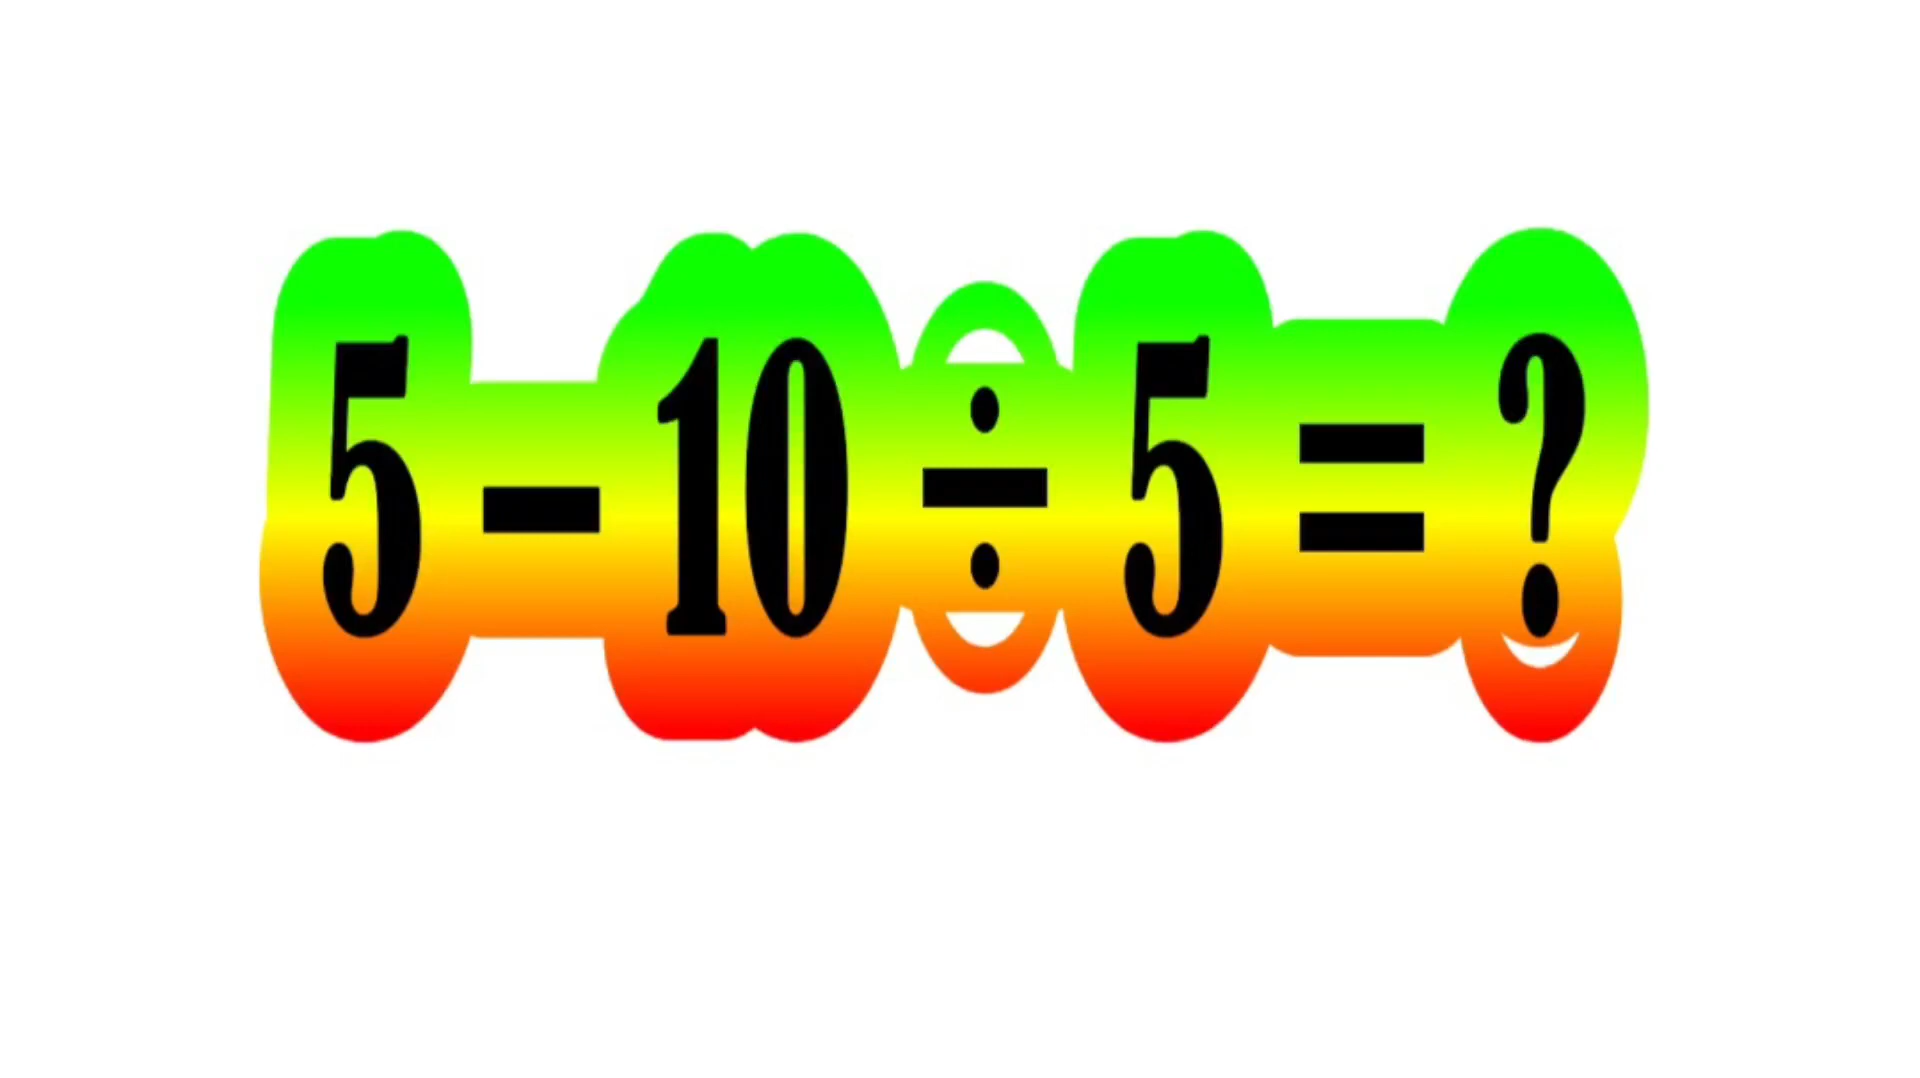 5 – 10 ÷ 5 = ?